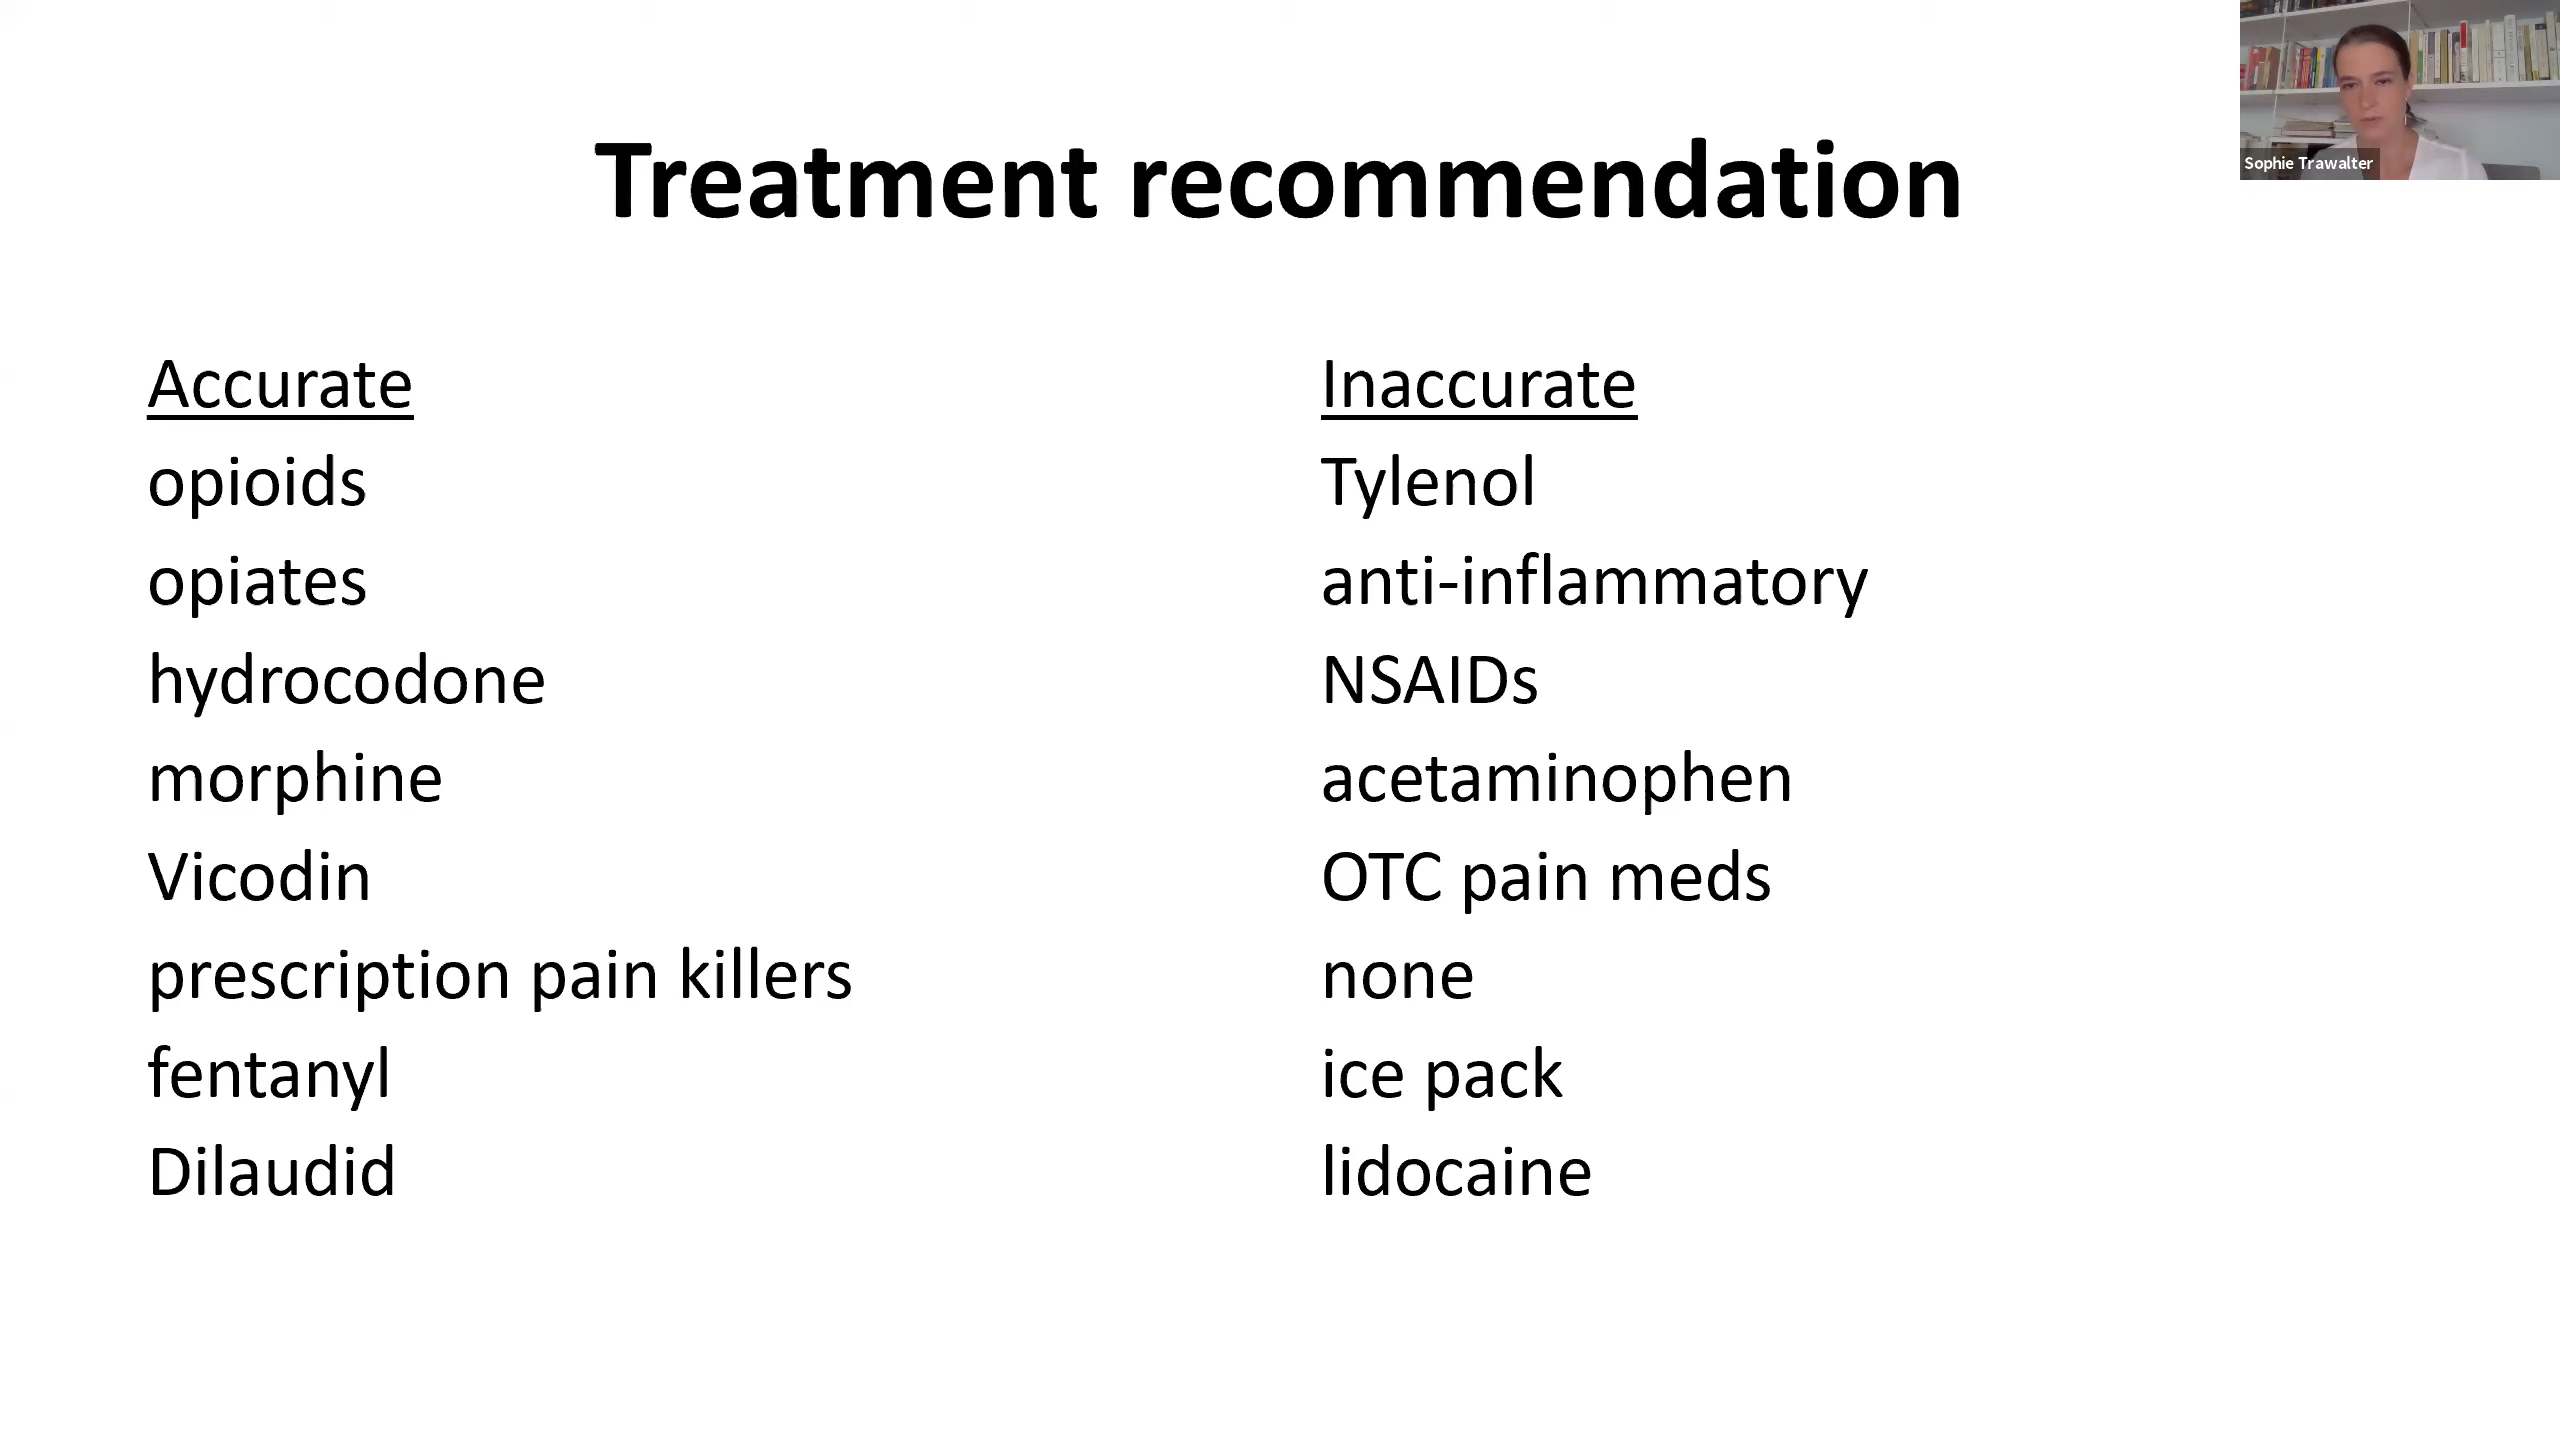 Treatment recommendation
Sophie Trawalter
Accurate
opioids
opiates
hydrocodone
morphine
Vicodin
prescription pain killers
fentanyl
Dilaudid
Inaccurate
Tylenol
anti-inflammatory
NSAIDs
acetaminophen
OTC pain meds
none
ice pack
lidocaine